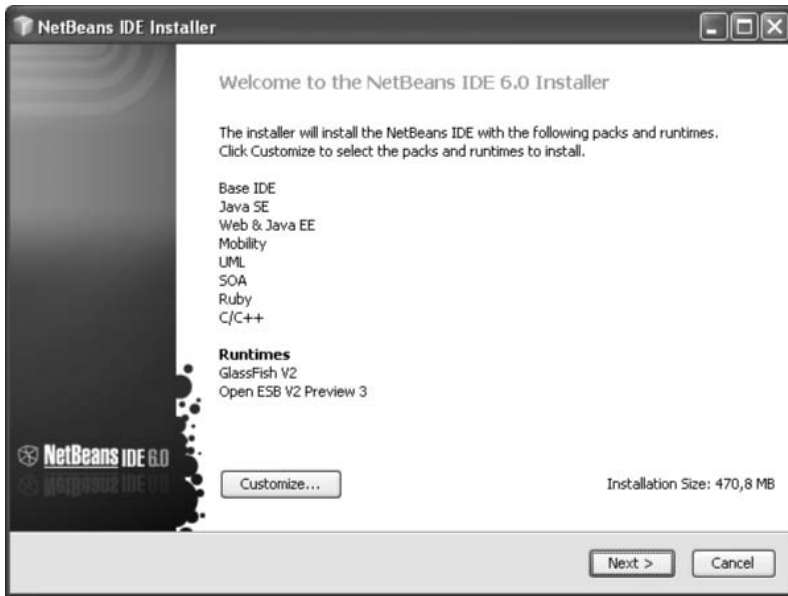 NetBeans IDE Installer
Welcome to the NetBeans IDE 6.0 Installer
The installer will install the NetBeans IDE with the following packs and runtimes.
Click Customize to select the packs and runtimes to install.
Base IDE
Java SE
Web & Java EE
Mobility
UML
SOA
Ruby
C/C++
Runtimes
GlassFish V2
Open ESB V2 Preview 3
NetBeans IDE 6.0
Customize...
Installation Size: 470,8 MB
Next >
Cancel